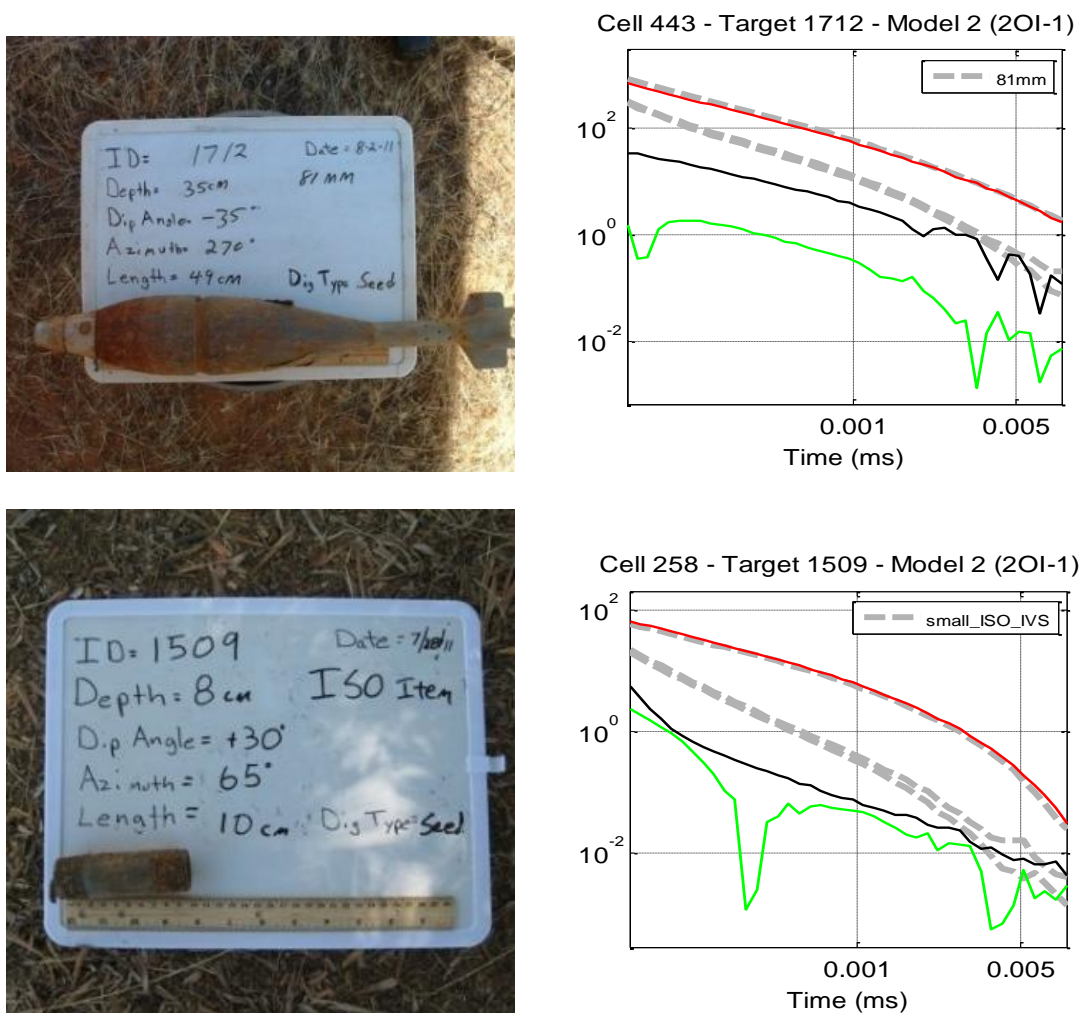 Cell 443 - Target 1712 - Model 2 (2OI-1)
ID= 1712 Date = 8-2-11
Depth= 35cm 81 MM
Dip Angle= -35°
Azimuth= 270°
Length= 49cm Dig Type Seed
81mm
10^2
10^0
10^-2
0.001 0.005
Time (ms)
Cell 258 - Target 1509 - Model 2 (2OI-1)
ID= 1509 Date =
Depth = 8 cm ISO Item
Dip Angle = +30°
Azimuth = 65°
Length = 10 cm Dig Type=Seed
small_ISO_IVS
10^2
10^0
10^-2
0.001 0.005
Time (ms)